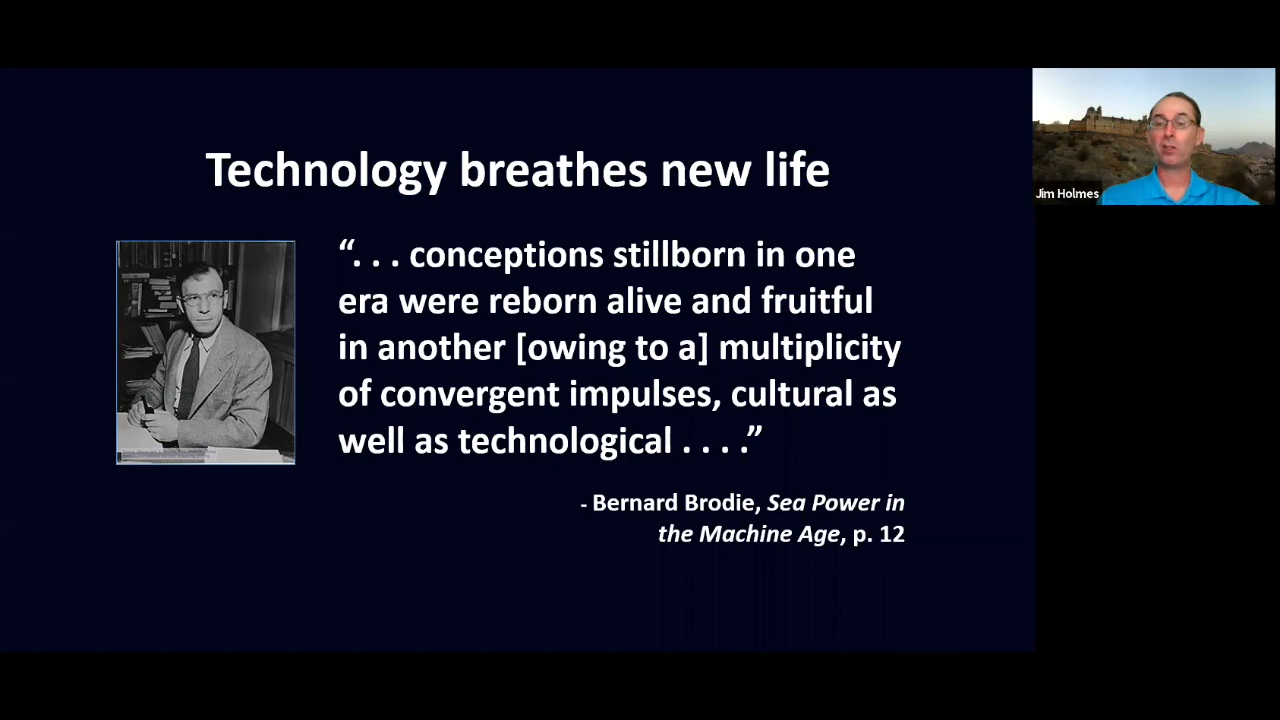 Technology breathes new life
“. . . conceptions stillborn in one
era were reborn alive and fruitful
in another [owing to a] multiplicity
of convergent impulses, cultural as
well as technological . . . .”
- Bernard Brodie, Sea Power in
the Machine Age, p. 12
Jim Holmes